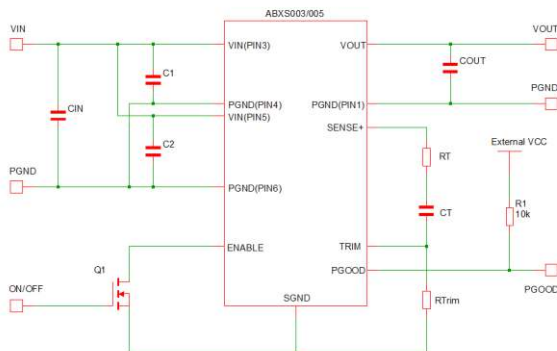 ABXS003/005
VIN
VOUT
VIN(PIN3)
VOUT
C1
COUT
PGND(PIN4)
PGND(PIN1)
PGND
CIN
VIN(PIN5)
SENSE+
C2
RT
External VCC
PGND
PGND(PIN6)
CT
R1
10k
ENABLE
TRIM
Q1
PGOOD
ON/OFF
PGOOD
SGND
RTrim